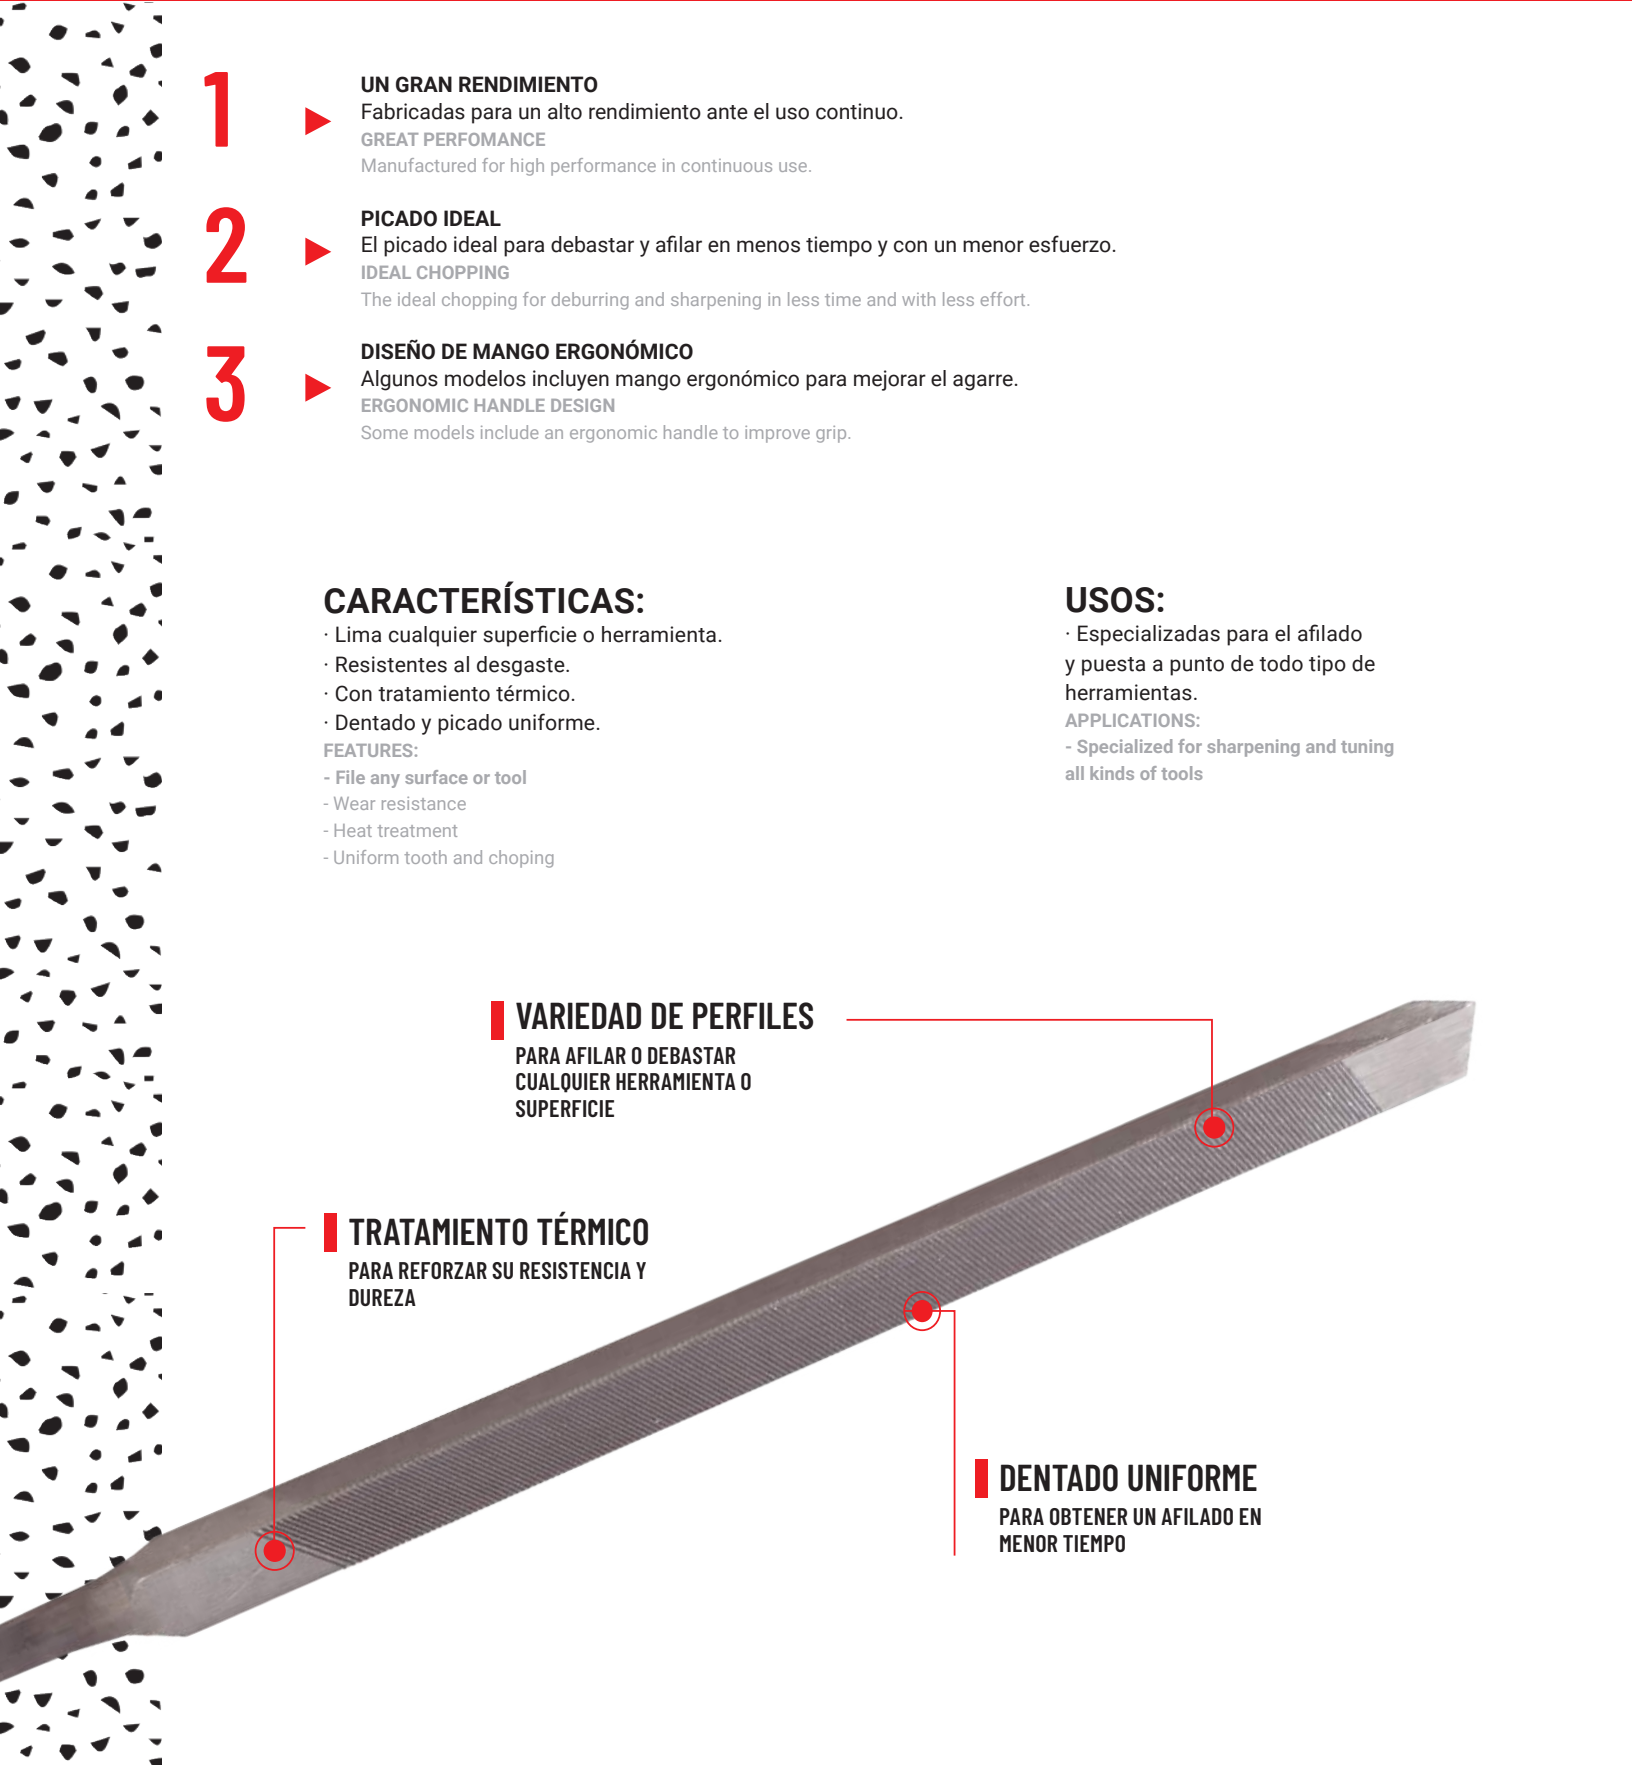 1
UN GRAN RENDIMIENTO
Fabricadas para un alto rendimiento ante el uso continuo.
GREAT PERFOMANCE
Manufactured for high performance in continuous use.
2
PICADO IDEAL
El picado ideal para debastar y afilar en menos tiempo y con un menor esfuerzo.
IDEAL CHOPPING
The ideal chopping for deburring and sharpening in less time and with less effort.
3
DISEÑO DE MANGO ERGONÓMICO
Algunos modelos incluyen mango ergonómico para mejorar el agarre.
ERGONOMIC HANDLE DESIGN
Some models include an ergonomic handle to improve grip.
CARACTERÍSTICAS:
· Lima cualquier superficie o herramienta.
· Resistentes al desgaste.
· Con tratamiento térmico.
· Dentado y picado uniforme.
FEATURES:
- File any surface or tool
- Wear resistance
- Heat treatment
- Uniform tooth and choping
USOS:
· Especializadas para el afilado
y puesta a punto de todo tipo de
herramientas.
APPLICATIONS:
- Specialized for sharpening and tuning
all kinds of tools
VARIEDAD DE PERFILES
PARA AFILAR O DEBASTAR
CUALQUIER HERRAMIENTA O
SUPERFICIE
TRATAMIENTO TÉRMICO
PARA REFORZAR SU RESISTENCIA Y
DUREZA
DENTADO UNIFORME
PARA OBTENER UN AFILADO EN
MENOR TIEMPO